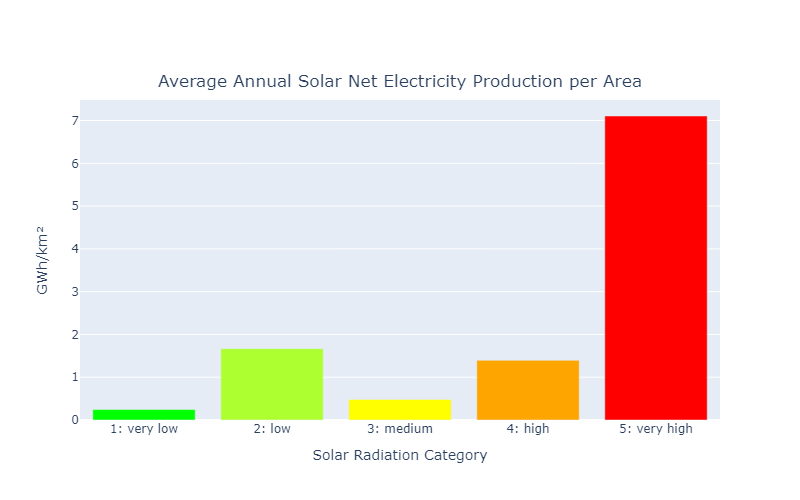 Average Annual Solar Net Electricity Production per Area
GWh/km²
7
6
5
4
3
2
1
0
1: very low
2: low
3: medium
4: high
5: very high
Solar Radiation Category